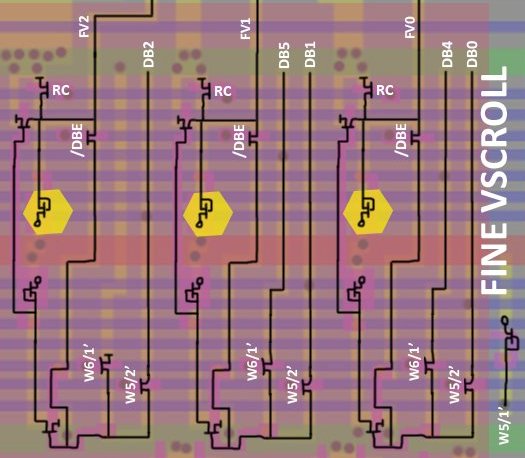 FV2
DB2
FV1
DB5
DB1
FV0
DB4
DB0
RC
RC
RC
/DBE
/DBE
/DBE
FINE VSCROLL
W6/1'
W5/2'
W6/1'
W5/2'
W6/1'
W5/2'
W5/1'